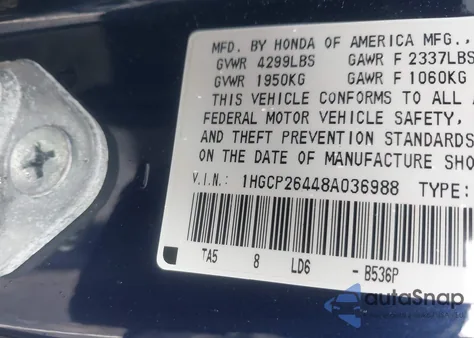 MFD. BY HONDA OF AMERICA MFG.,
GVWR 4299LBS GAWR F 2337LBS
GVWR 1950KG GAWR F 1060KG
THIS VEHICLE CONFORMS TO ALL
FEDERAL MOTOR VEHICLE SAFETY,
AND THEFT PREVENTION STANDARDS
ON THE DATE OF MANUFACTURE SHO
V.I.N.: 1HGCP26448A036988 TYPE:
TA5 8 LD6 -B536P
autoSnap